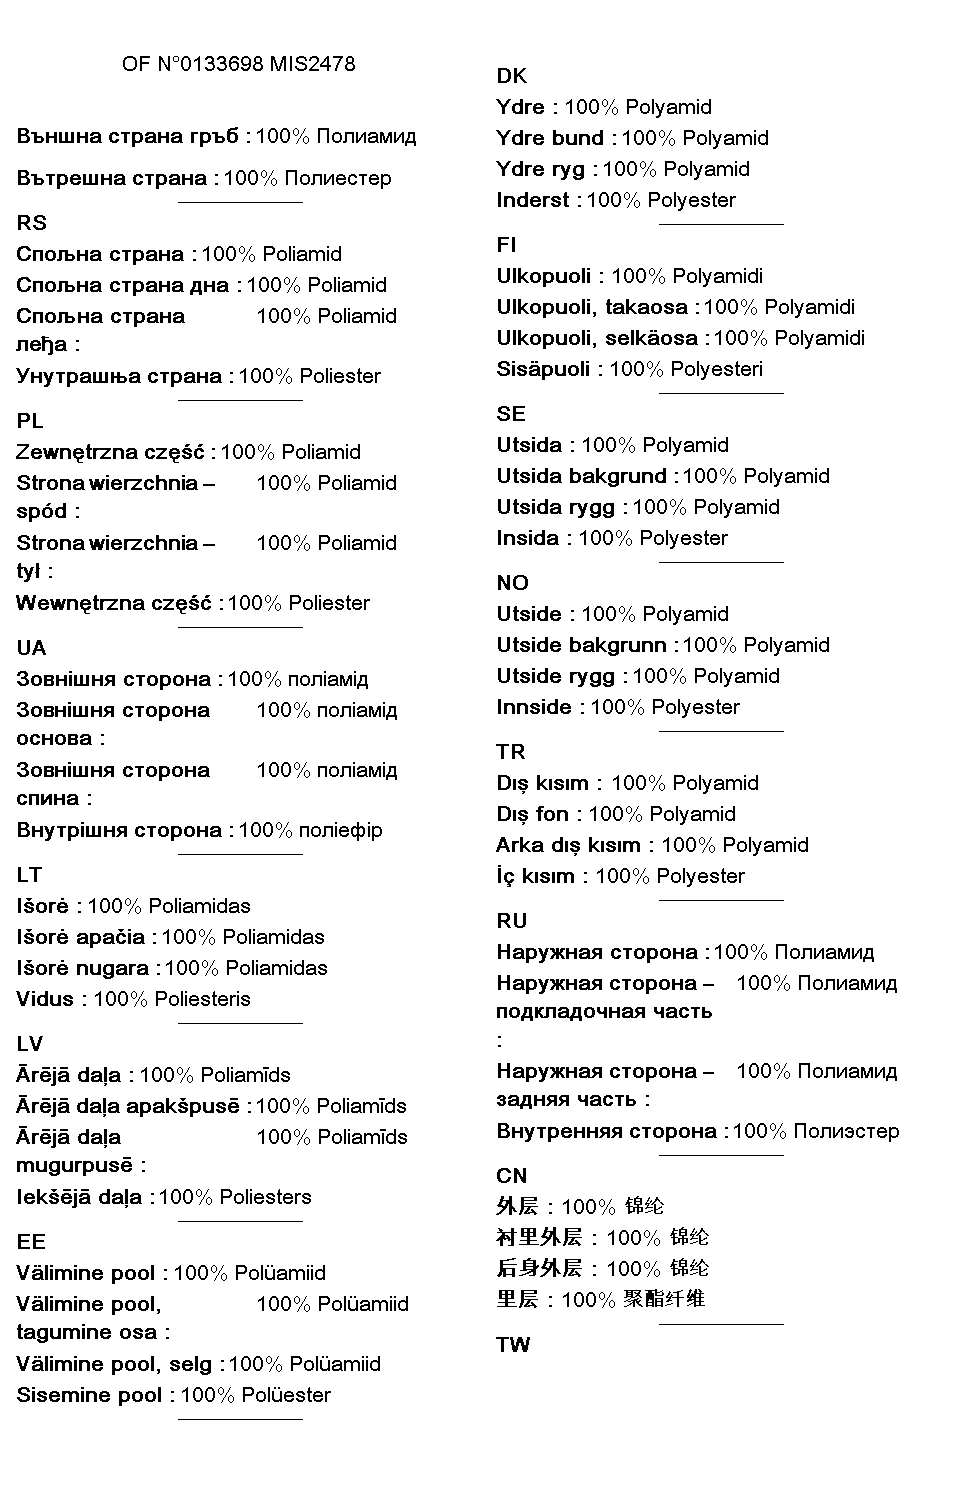 OF N°0133698 MIS2478
Външна страна гръб : 100% Полиамид
Вътрешна страна : 100% Полиестер
RS
Спољна страна : 100% Poliamid
Спољна страна дна : 100% Poliamid
Спољна страна 100% Poliamid
леђа :
Унутрашња страна : 100% Poliester
PL
Zewnętrzna część : 100% Poliamid
Strona wierzchnia – 100% Poliamid
spód :
Strona wierzchnia – 100% Poliamid
tył :
Wewnętrzna część : 100% Poliester
UA
Зовнішня сторона : 100% поліамід
Зовнішня сторона 100% поліамід
основа :
Зовнішня сторона 100% поліамід
спина :
Внутрішня сторона : 100% поліефір
LT
Išorė : 100% Poliamidas
Išorė apačia : 100% Poliamidas
Išorė nugara : 100% Poliamidas
Vidus : 100% Poliesteris
LV
Ārējā daļa : 100% Poliamīds
Ārējā daļa apakšpusē : 100% Poliamīds
Ārējā daļa 100% Poliamīds
mugurpusē :
Iekšējā daļa : 100% Poliesters
EE
Välimine pool : 100% Polüamiid
Välimine pool, 100% Polüamiid
tagumine osa :
Välimine pool, selg : 100% Polüamiid
Sisemine pool : 100% Polüester
DK
Ydre : 100% Polyamid
Ydre bund : 100% Polyamid
Ydre ryg : 100% Polyamid
Inderst : 100% Polyester
FI
Ulkopuoli : 100% Polyamidi
Ulkopuoli, takaosa : 100% Polyamidi
Ulkopuoli, selkäosa : 100% Polyamidi
Sisäpuoli : 100% Polyesteri
SE
Utsida : 100% Polyamid
Utsida bakgrund : 100% Polyamid
Utsida rygg : 100% Polyamid
Insida : 100% Polyester
NO
Utside : 100% Polyamid
Utside bakgrunn : 100% Polyamid
Utside rygg : 100% Polyamid
Innside : 100% Polyester
TR
Dış kısım : 100% Polyamid
Dış fon : 100% Polyamid
Arka dış kısım : 100% Polyamid
İç kısım : 100% Polyester
RU
Наружная сторона : 100% Полиамид
Наружная сторона – 100% Полиамид
подкладочная часть
:
Наружная сторона – 100% Полиамид
задняя часть :
Внутренняя сторона : 100% Полиэстер
CN
外层 : 100% 锦纶
衬里外层 : 100% 锦纶
后身外层 : 100% 锦纶
里层 : 100% 聚酯纤维
TW